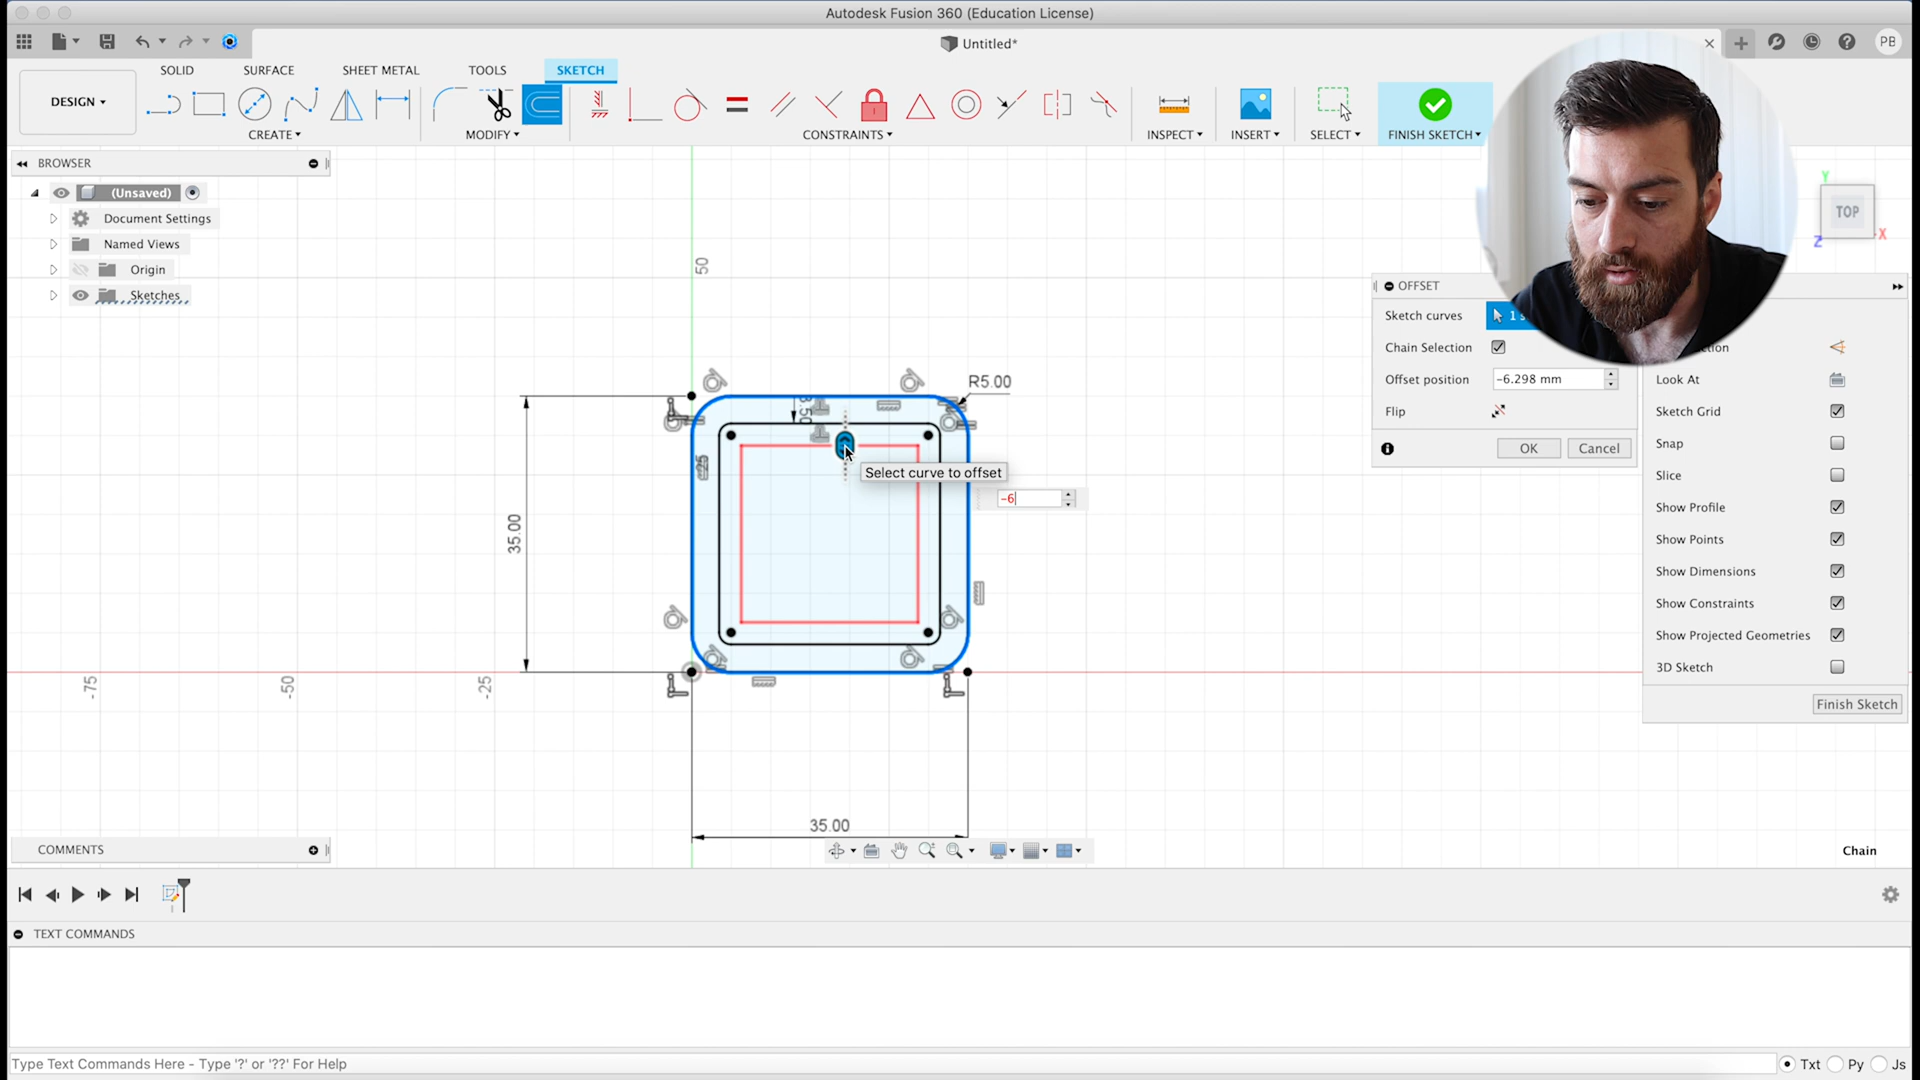 Autodesk Fusion 360 (Education License)
Untitled*
PB
SOLID
SURFACE
SHEET METAL
TOOLS
SKETCH
DESIGN
CREATE
MODIFY
CONSTRAINTS
INSPECT
INSERT
SELECT
FINISH SKETCH
BROWSER
(Unsaved)
Document Settings
Named Views
Origin
Sketches
Y
TOP
X
Z
50
R5.00
3.50
35.00
35.00
-75
-50
-25
Select curve to offset
-6
OFFSET
Sketch curves
1 s
Chain Selection
Offset position
-6.298 mm
Flip
OK
Cancel
Look At
Sketch Grid
Snap
Slice
Show Profile
Show Points
Show Dimensions
Show Constraints
Show Projected Geometries
3D Sketch
Finish Sketch
COMMENTS
Chain
TEXT COMMANDS
Type Text Commands Here - Type '?' or '??' For Help
Txt
Py
Js